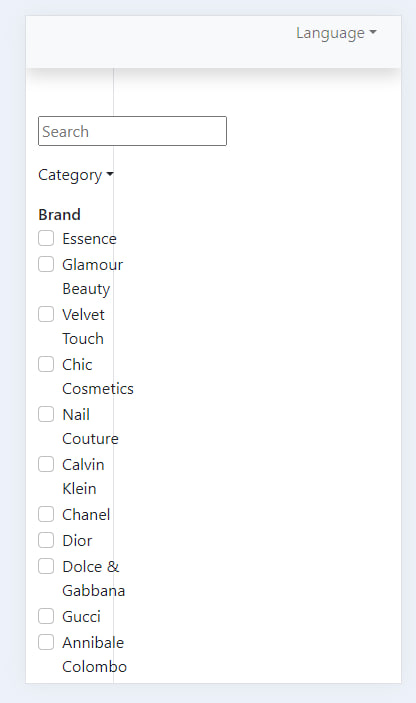 Language
Search
Category
Brand
Essence
Glamour
Beauty
Velvet
Touch
Chic
Cosmetics
Nail
Couture
Calvin
Klein
Chanel
Dior
Dolce &
Gabbana
Gucci
Annibale
Colombo